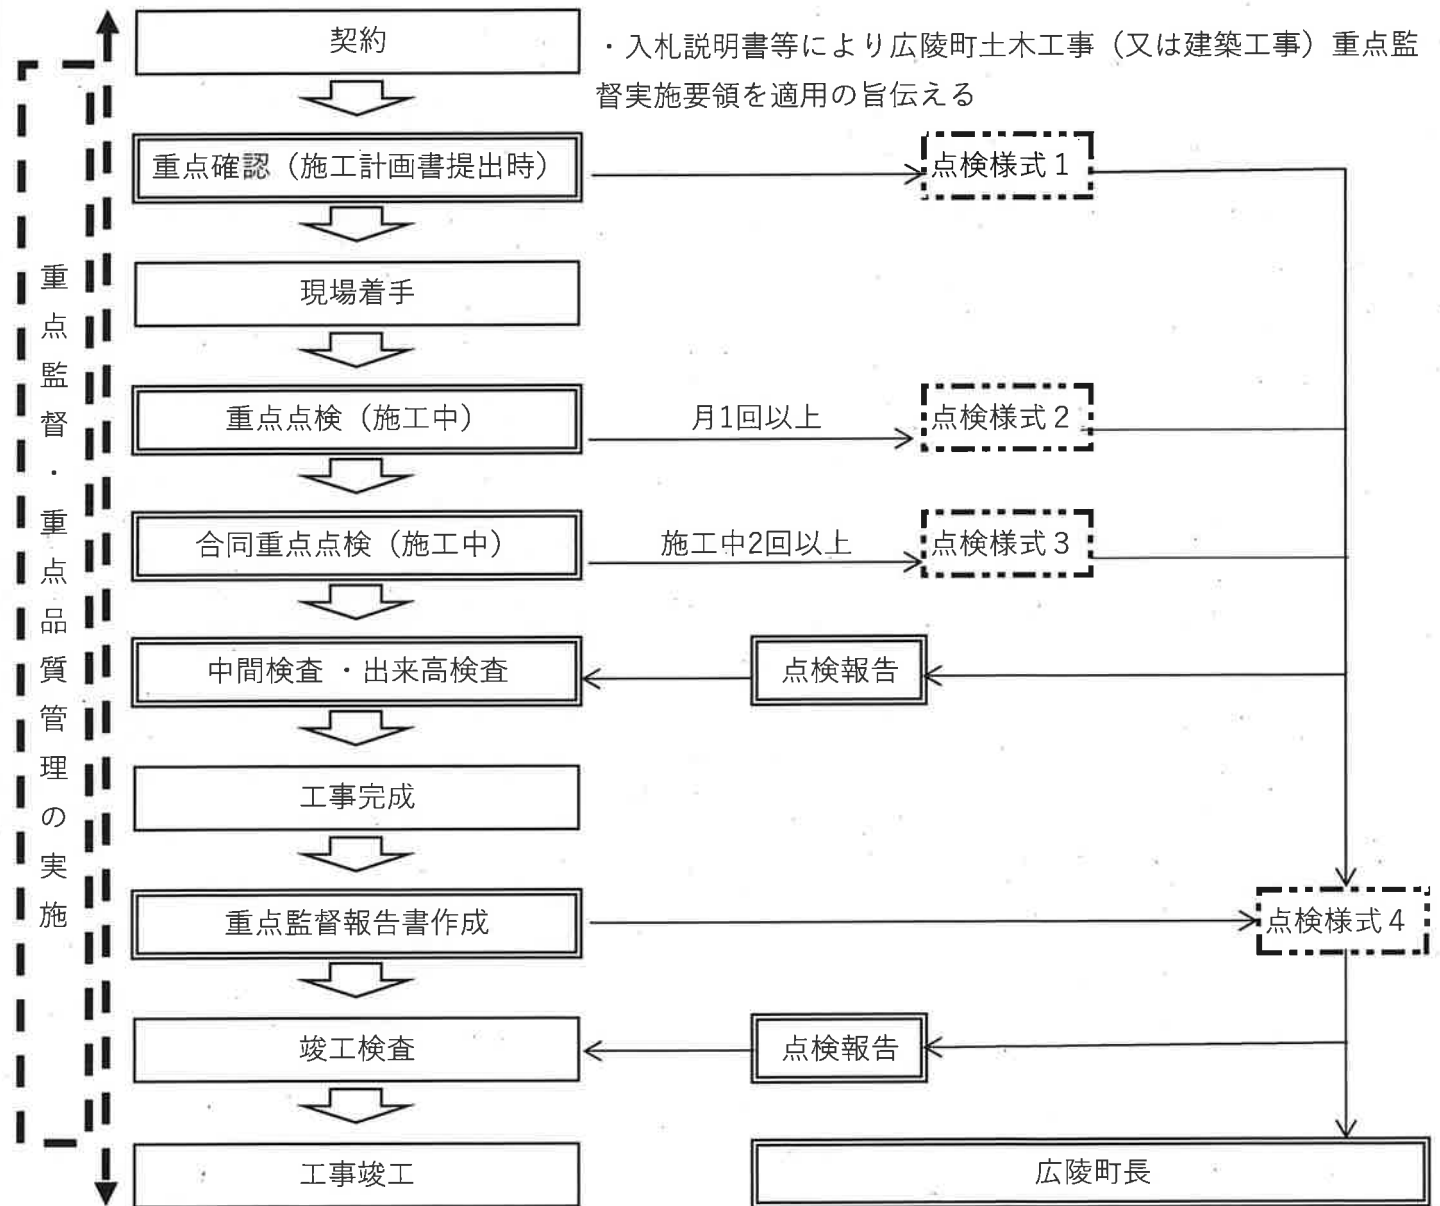 契約
・入札説明書等により広陵町土木工事（又は建築工事）重点監
督実施要領を適用の旨伝える
重点確認（施工計画書提出時）
点検様式１
現場着手
重点点検（施工中）
月1回以上
点検様式２
合同重点点検（施工中）
施工中2回以上
点検様式３
中間検査 ・出来高検査
点検報告
工事完成
重点監督報告書作成
点検様式４
竣工検査
点検報告
工事竣工
広陵町長
重点監督・重点品質管理の実施